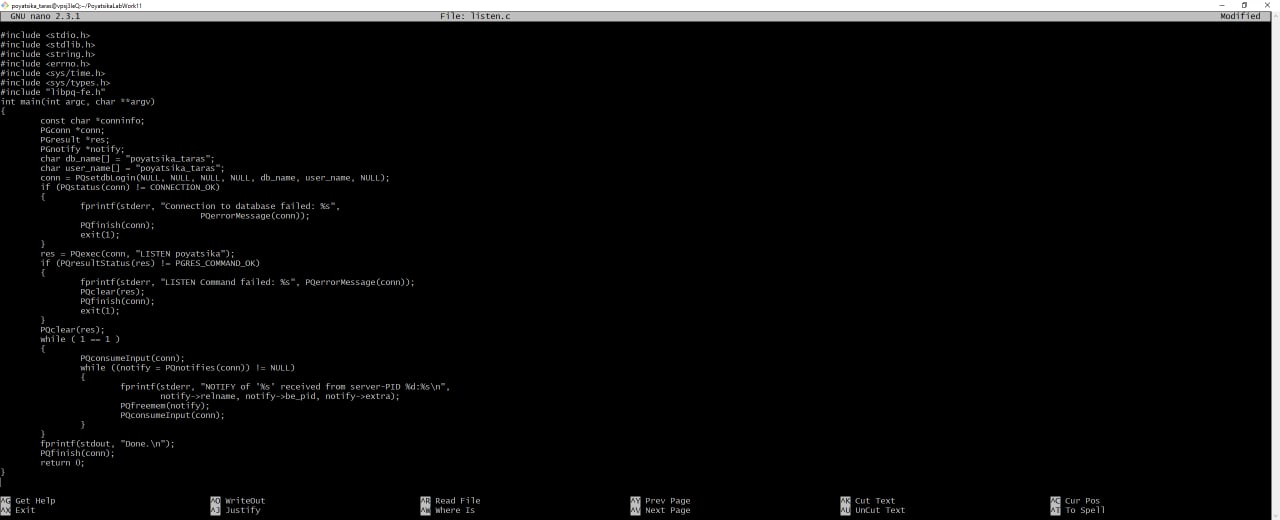 poyatsika_taras@vpsj3IeQ:~/PoyatsikaLabWork11
GNU nano 2.3.1 File: listen.c Modified
#include <stdio.h>
#include <stdlib.h>
#include <string.h>
#include <errno.h>
#include <sys/time.h>
#include <sys/types.h>
#include "libpq-fe.h"
int main(int argc, char **argv)
{
const char *conninfo;
PGconn *conn;
PGresult *res;
PGnotify *notify;
char db_name[] = "poyatsika_taras";
char user_name[] = "poyatsika_taras";
conn = PQsetdbLogin(NULL, NULL, NULL, NULL, db_name, user_name, NULL);
if (PQstatus(conn) != CONNECTION_OK)
{
fprintf(stderr, "Connection to database failed: %s",
PQerrorMessage(conn));
PQfinish(conn);
exit(1);
}
res = PQexec(conn, "LISTEN poyatsika");
if (PQresultStatus(res) != PGRES_COMMAND_OK)
{
fprintf(stderr, "LISTEN Command failed: %s", PQerrorMessage(conn));
PQclear(res);
PQfinish(conn);
exit(1);
}
PQclear(res);
while ( 1 == 1 )
{
PQconsumeInput(conn);
while ((notify = PQnotifies(conn)) != NULL)
{
fprintf(stderr, "NOTIFY of '%s' received from server-PID %d:%s\n",
notify->relname, notify->be_pid, notify->extra);
PQfreemem(notify);
PQconsumeInput(conn);
}
}
fprintf(stdout, "Done.\n");
PQfinish(conn);
return 0;
}
^G Get Help ^O WriteOut ^R Read File ^Y Prev Page ^K Cut Text ^C Cur Pos
^X Exit ^J Justify ^W Where Is ^V Next Page ^U UnCut Text ^T To Spell